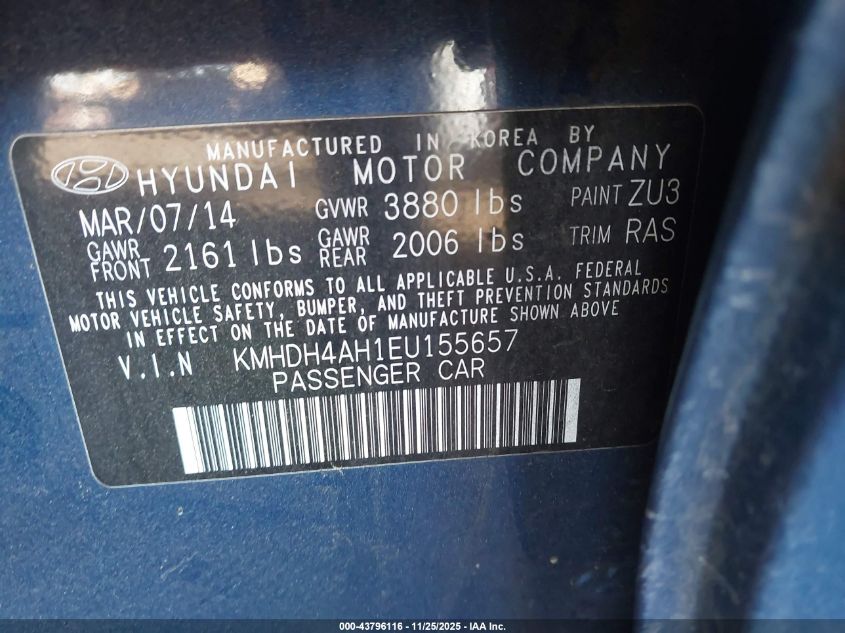 MANUFACTURED IN KOREA BY
HYUNDAI MOTOR COMPANY
MAR/07/14 GVWR 3880 lbs PAINT ZU3
GAWR FRONT 2161 lbs GAWR REAR 2006 lbs TRIM RAS
THIS VEHICLE CONFORMS TO ALL APPLICABLE U.S.A. FEDERAL
MOTOR VEHICLE SAFETY, BUMPER, AND THEFT PREVENTION STANDARDS
IN EFFECT ON THE DATE OF MANUFACTURE SHOWN ABOVE
V.I.N KMHDH4AH1EU155657
PASSENGER CAR
000-43796116 - 11/25/2025 - IAA Inc.